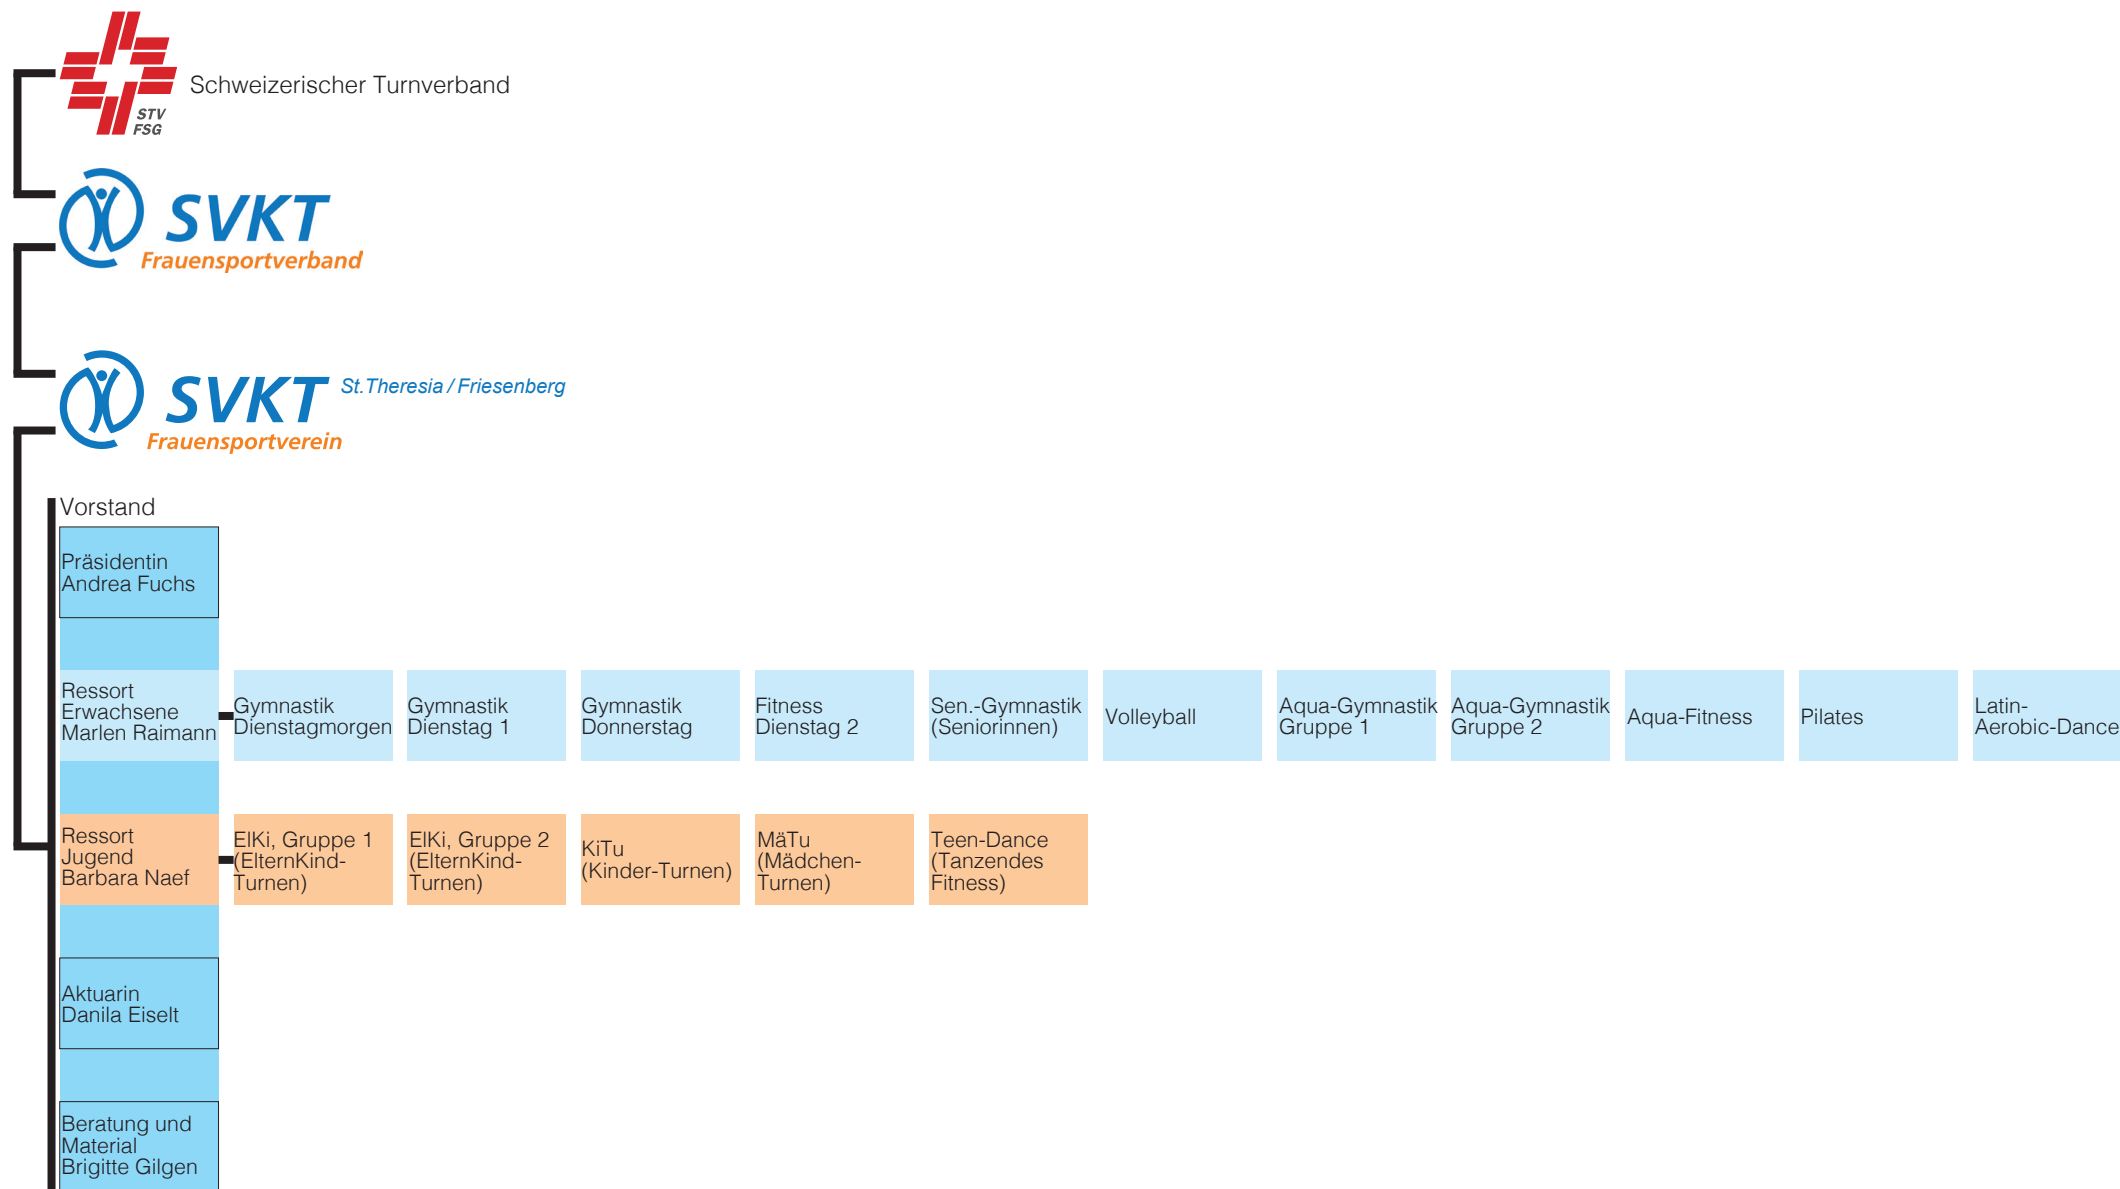 STV
FSG
Schweizerischer Turnverband
SVKT
Frauensportverband
SVKT
St.Theresia / Friesenberg
Frauensportverein
Vorstand
Präsidentin
Andrea Fuchs
Ressort
Erwachsene
Marlen Raimann
Gymnastik
Dienstagmorgen
Gymnastik
Dienstag 1
Gymnastik
Donnerstag
Fitness
Dienstag 2
Sen.-Gymnastik
(Seniorinnen)
Volleyball
Aqua-Gymnastik
Gruppe 1
Aqua-Gymnastik
Gruppe 2
Aqua-Fitness
Pilates
Latin-
Aerobic-Dance
Ressort
Jugend
Barbara Naef
ElKi, Gruppe 1
(ElternKind-
Turnen)
ElKi, Gruppe 2
(ElternKind-
Turnen)
KiTu
(Kinder-Turnen)
MäTu
(Mädchen-
Turnen)
Teen-Dance
(Tanzendes
Fitness)
Aktuarin
Danila Eiselt
Beratung und
Material
Brigitte Gilgen